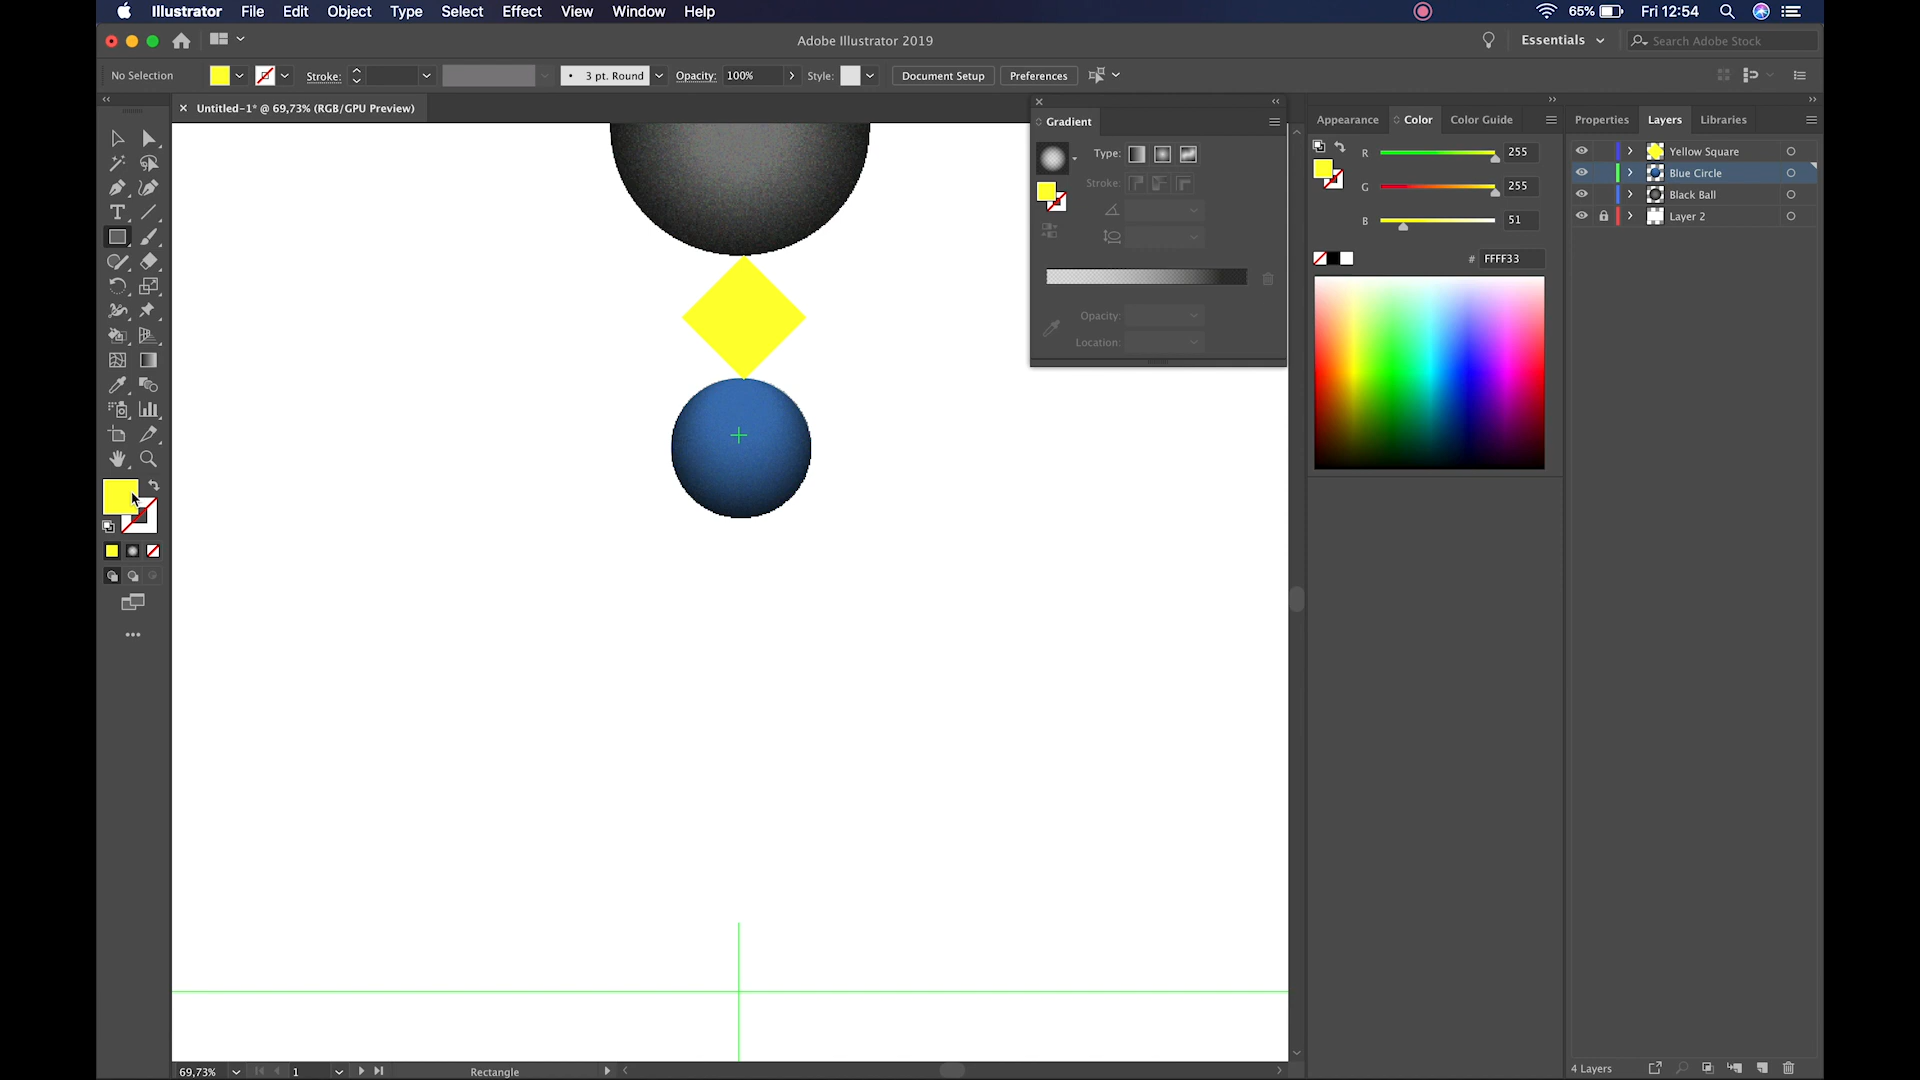 Illustrator File Edit Object Type Select Effect View Window Help 65% Fri 12:54
Adobe Illustrator 2019 Essentials Search Adobe Stock
No Selection Stroke: 3 pt. Round Opacity: 100% Style: Document Setup Preferences
Untitled-1* @ 69,73% (RGB/GPU Preview)
Gradient
Type:
Stroke:
Opacity:
Location:
Appearance Color Color Guide
R 255
G 255
B 51
# FFFF33
Properties Layers Libraries
Yellow Square
Blue Circle
Black Ball
Layer 2
69,73% 1 Rectangle
4 Layers